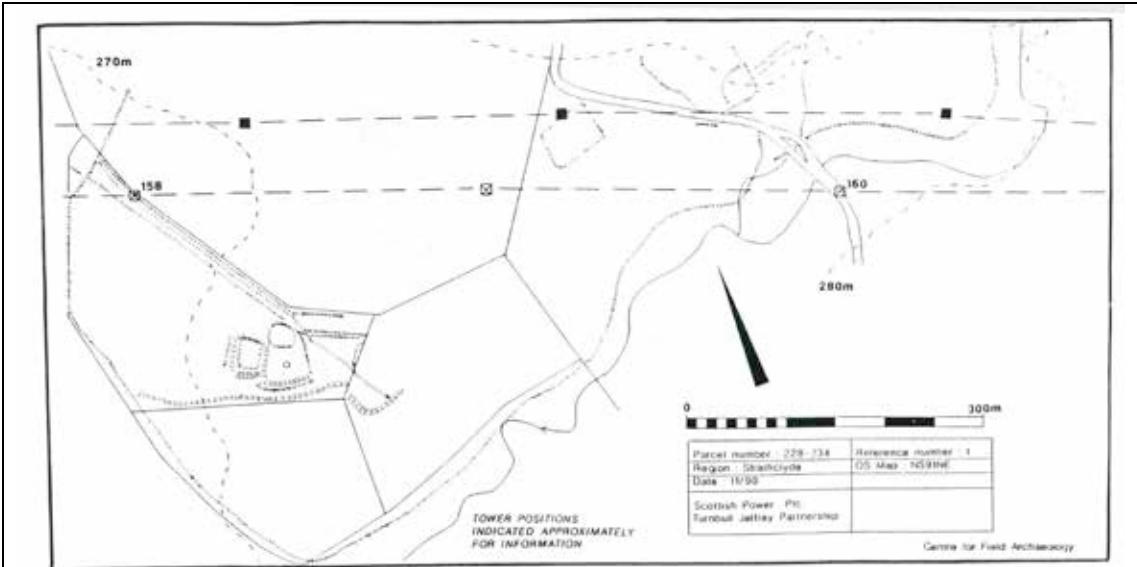 270m
158
160
280m
0 300m
Parcel number : 228-234
Reference number : 1
Region : Strathclyde
OS Map : NS91NE
Date : 11/90
Scottish Power Plc
Turnbull Jeffrey Partnership
TOWER POSITIONS
INDICATED APPROXIMATELY
FOR INFORMATION
Centre for Field Archaeology